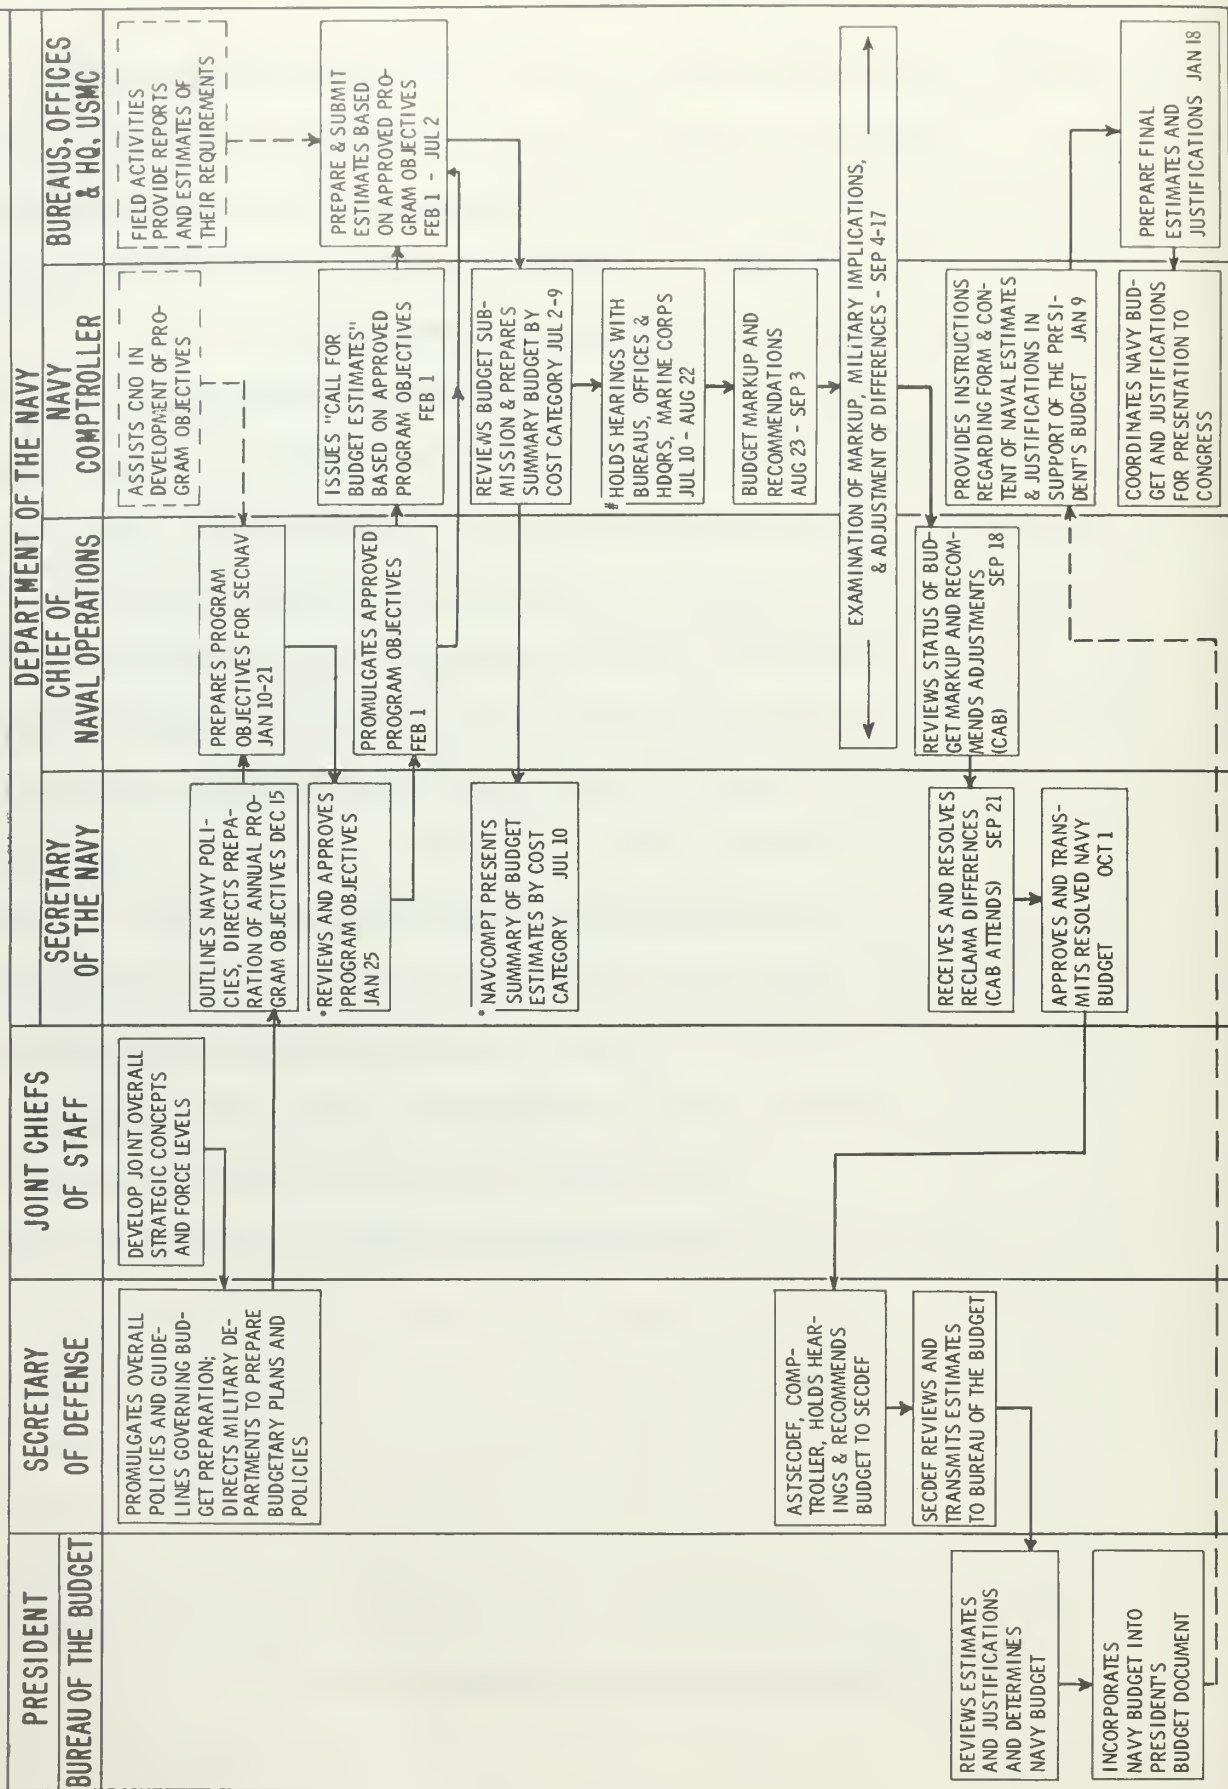 PRESIDENT
BUREAU OF THE BUDGET
SECRETARY
OF DEFENSE
JOINT CHIEFS
OF STAFF
DEPARTMENT OF THE NAVY
SECRETARY
OF THE NAVY
CHIEF OF
NAVAL OPERATIONS
NAVY
COMPTROLLER
BUREAUS, OFFICES
& HQ, USMC
PROMULGATES OVERALL
POLICIES AND GUIDE-
LINES GOVERNING BUD-
GET PREPARATION;
DIRECTS MILITARY DE-
PARTMENTS TO PREPARE
BUDGETARY PLANS AND
POLICIES
DEVELOP JOINT OVERALL
STRATEGIC CONCEPTS
AND FORCE LEVELS
OUTLINES NAVY POLI-
CIES, DIRECTS PREPA-
RATION OF ANNUAL PRO-
GRAM OBJECTIVES DEC 15
PREPARES PROGRAM
OBJECTIVES FOR SECNAV
JAN 10-21
ASSISTS CNO IN
DEVELOPMENT OF PRO-
GRAM OBJECTIVES
FIELD ACTIVITIES
PROVIDE REPORTS
AND ESTIMATES OF
THEIR REQUIREMENTS
* REVIEWS AND APPROVES
PROGRAM OBJECTIVES
JAN 25
PROMULGATES APPROVED
PROGRAM OBJECTIVES
FEB 1
ISSUES "CALL FOR
BUDGET ESTIMATES"
BASED ON APPROVED
PROGRAM OBJECTIVES
FEB 1
PREPARE & SUBMIT
ESTIMATES BASED
ON APPROVED PRO-
GRAM OBJECTIVES
FEB 1 - JUL 2
* NAVCOMPT PRESENTS
SUMMARY OF BUDGET
ESTIMATES BY COST
CATEGORY JUL 10
REVIEWS BUDGET SUB-
MISSION & PREPARES
SUMMARY BUDGET BY
COST CATEGORY JUL 2-9
# HOLDS HEARINGS WITH
BUREAUS, OFFICES &
HDQRS, MARINE CORPS
JUL 10 - AUG 22
BUDGET MARKUP AND
RECOMMENDATIONS
AUG 23 - SEP 3
EXAMINATION OF MARKUP, MILITARY IMPLICATIONS,
& ADJUSTMENT OF DIFFERENCES - SEP 4-17
REVIEWS STATUS OF BUD-
GET MARKUP AND RECOM-
MENDS ADJUSTMENTS
(CAB) SEP 18
RECEIVES AND RESOLVES
RECLAMA DIFFERENCES
(CAB ATTENDS) SEP 21
APPROVES AND TRANS-
MITS RESOLVED NAVY
BUDGET OCT 1
ASTSECDEF, COMP-
TROLLER, HOLDS HEAR-
INGS & RECOMMENDS
BUDGET TO SECDEF
SECDEF REVIEWS AND
TRANSMITS ESTIMATES
TO BUREAU OF THE BUDGET
REVIEWS ESTIMATES
AND JUSTIFICATIONS
AND DETERMINES
NAVY BUDGET
INCORPORATES
NAVY BUDGET INTO
PRESIDENT'S
BUDGET DOCUMENT
PROVIDES INSTRUCTIONS
REGARDING FORM & CON-
TENT OF NAVAL ESTIMATES
& JUSTIFICATIONS IN
SUPPORT OF THE PRESI-
DENT'S BUDGET JAN 9
PREPARE FINAL
ESTIMATES AND
JUSTIFICATIONS JAN 18
COORDINATES NAVY BUD-
GET AND JUSTIFICATIONS
FOR PRESENTATION TO
CONGRESS